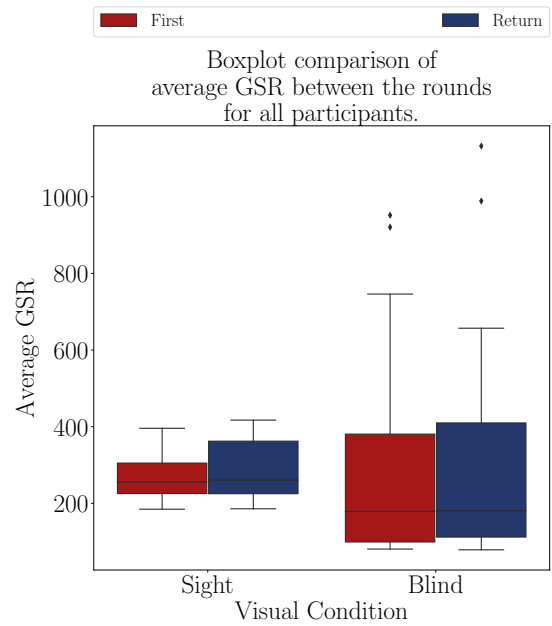 First Return
Boxplot comparison of
average GSR between the rounds
for all participants.
1000
800
600
400
200
Average GSR
Sight Blind
Visual Condition